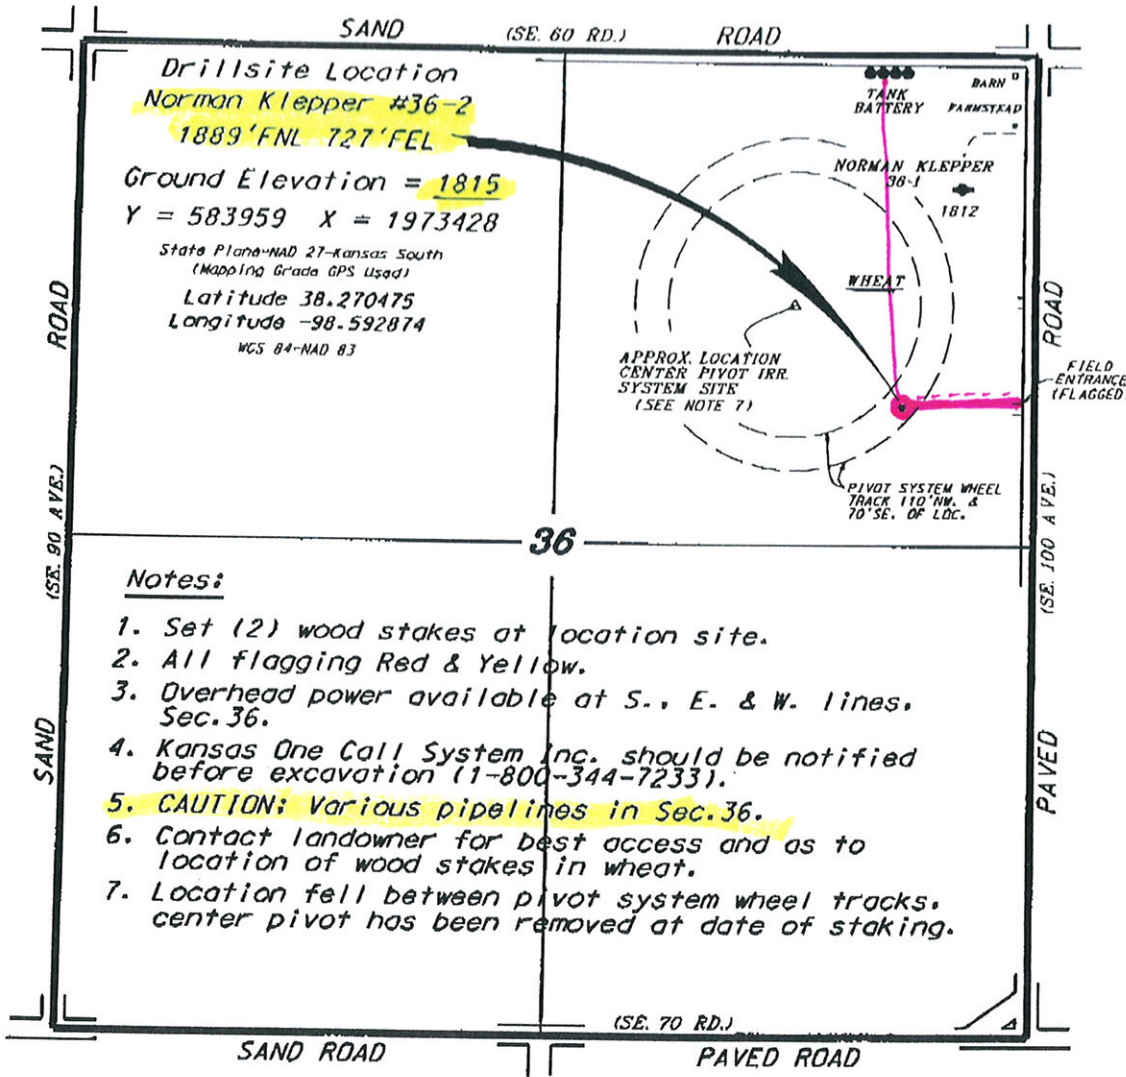 SAND
(SE. 60 RD.)
ROAD
Drillsite Location
Norman Klepper #36-2
1889'FNL 727'FEL
Ground Elevation = 1815
Y = 583959 X = 1973428
State Plane-NAD 27-Kansas South
(Mapping Grade GPS Used)
Latitude 38.270475
Longitude -98.592874
WGS 84-NAD 83
TANK
BATTERY
BARN
FARMSTEAD
NORMAN KLEPPER
36-1
1812
WHEAT
APPROX. LOCATION
CENTER PIVOT IRR.
SYSTEM SITE
(SEE NOTE 7)
FIELD
ENTRANCE
(FLAGGED)
PIVOT SYSTEM WHEEL
TRACK 110'NW. &
70'SE. OF LOC.
ROAD
(SE. 90 AVE.)
SAND
ROAD
(SE. 100 AVE.)
PAVED
36
Notes:
1. Set (2) wood stakes at location site.
2. All flagging Red & Yellow.
3. Overhead power available at S., E. & W. lines,
Sec.36.
4. Kansas One Call System Inc. should be notified
before excavation (1-800-344-7233).
5. CAUTION: Various pipelines in Sec.36.
6. Contact landowner for best access and as to
location of wood stakes in wheat.
7. Location fell between pivot system wheel tracks,
center pivot has been removed at date of staking.
(SE. 70 RD.)
SAND ROAD
PAVED ROAD